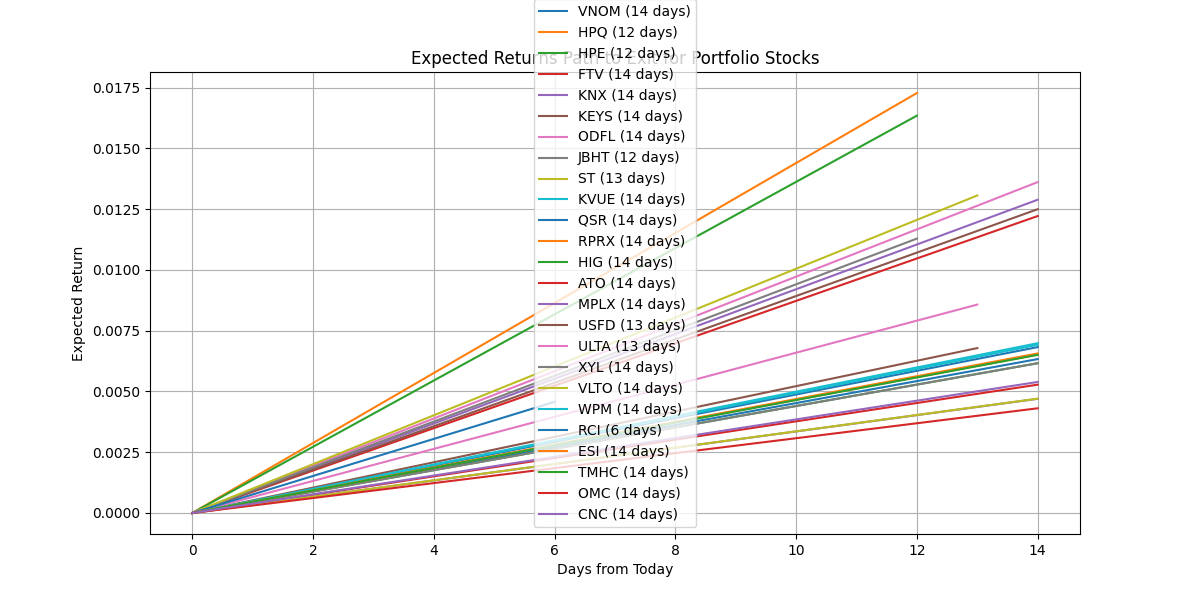 VNOM (14 days)
HPQ (12 days)
HPE (12 days)
Expected Returns Path to Exit for Portfolio Stocks
FTV (14 days)
KNX (14 days)
KEYS (14 days)
ODFL (14 days)
JBHT (12 days)
ST (13 days)
KVUE (14 days)
QSR (14 days)
RPRX (14 days)
HIG (14 days)
ATO (14 days)
MPLX (14 days)
USFD (13 days)
ULTA (13 days)
XYL (14 days)
VLTO (14 days)
WPM (14 days)
RCI (6 days)
ESI (14 days)
TMHC (14 days)
OMC (14 days)
CNC (14 days)
0.0175
0.0150
0.0125
0.0100
0.0075
0.0050
0.0025
0.0000
Expected Return
0 2 4 6 8 10 12 14
Days from Today